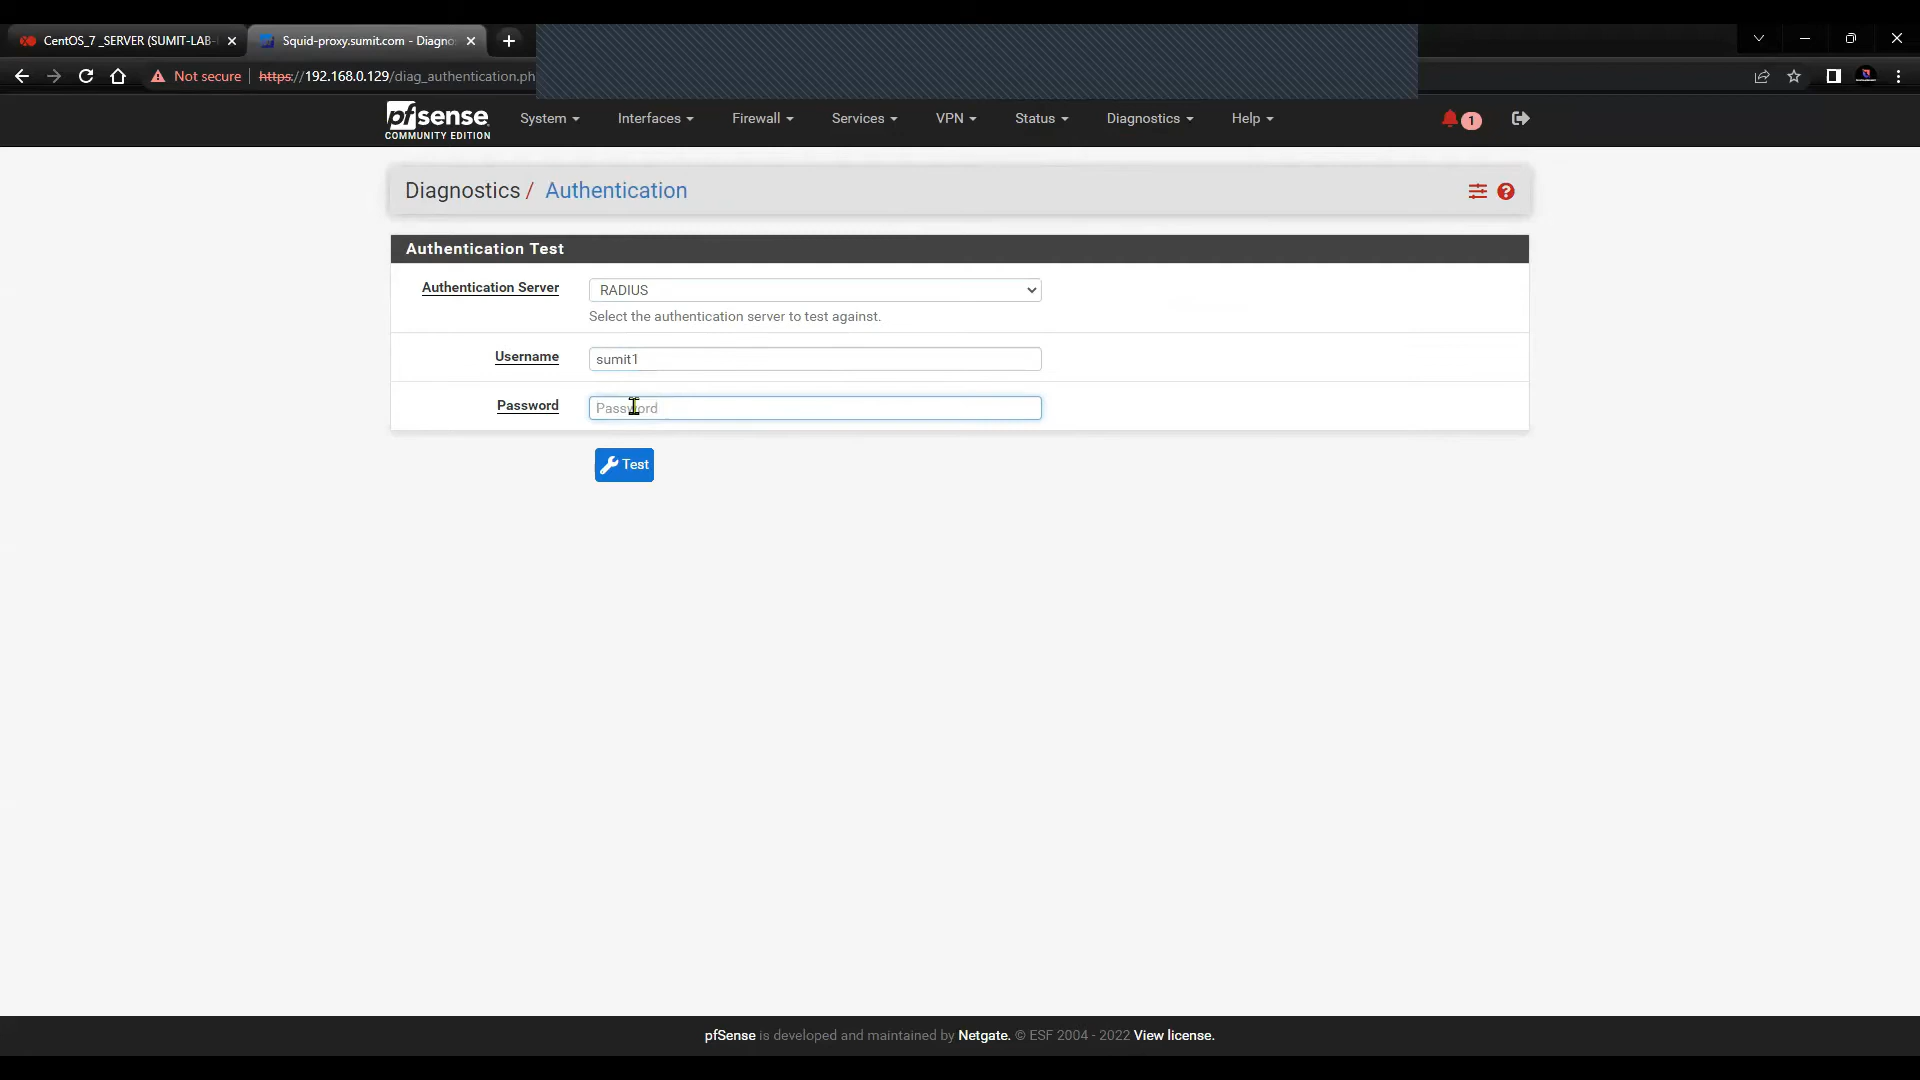 CentOS_7 _SERVER (SUMIT-LAB-
Squid-proxy.sumit.com - Diagno
Not secure
https://192.168.0.129/diag_authentication.ph
pfsense
COMMUNITY EDITION
System
Interfaces
Firewall
Services
VPN
Status
Diagnostics
Help
1
Diagnostics / Authentication
Authentication Test
Authentication Server
RADIUS
Select the authentication server to test against.
Username
sumit1
Password
Password
Test
pfSense is developed and maintained by Netgate. © ESF 2004 - 2022 View license.